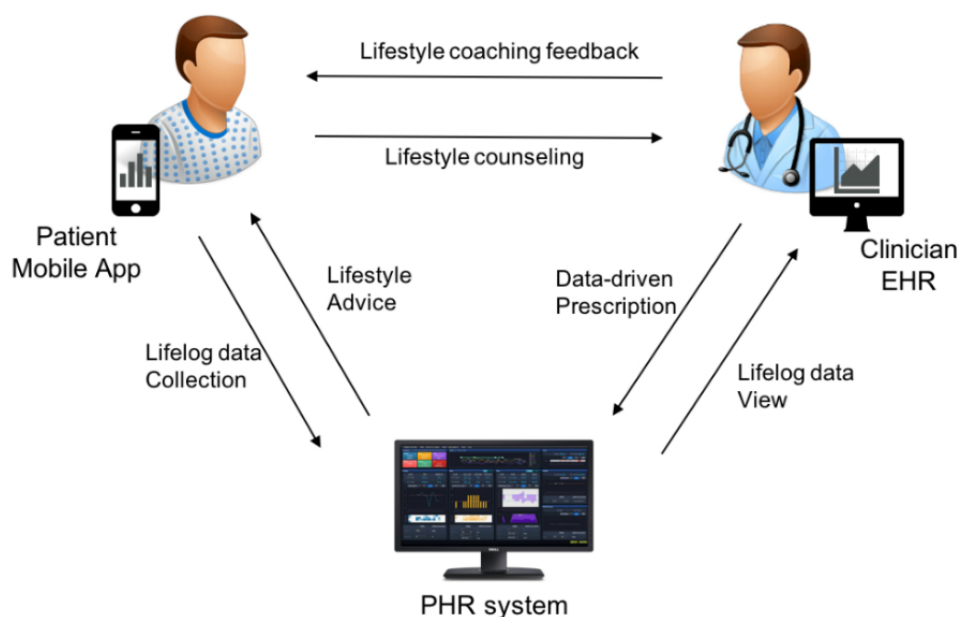 Lifestyle coaching feedback
Lifestyle counseling
Patient
Mobile App
Clinician
EHR
Lifestyle
Advice
Data-driven
Prescription
Lifelog data
Collection
Lifelog data
View
PHR system